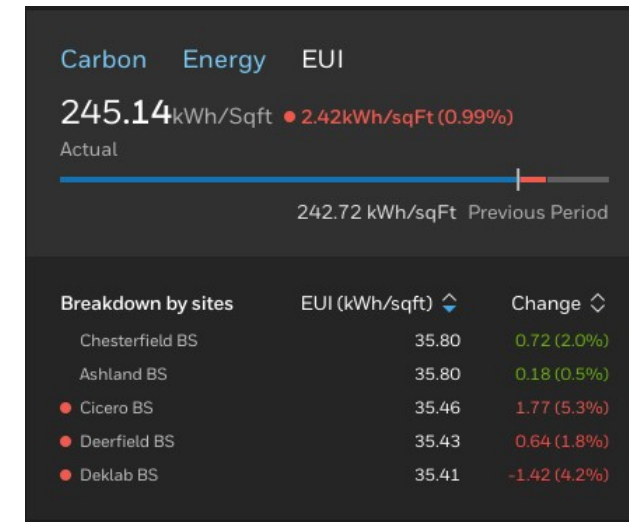 Carbon Energy EUI
245.14kWh/Sqft 2.42kWh/sqFt (0.99%)
Actual
242.72 kWh/sqFt Previous Period
Breakdown by sites EUI (kWh/sqft) Change
Chesterfield BS 35.80 0.72 (2.0%)
Ashland BS 35.80 0.18 (0.5%)
Cicero BS 35.46 1.77 (5.3%)
Deerfield BS 35.43 0.64 (1.8%)
Deklab BS 35.41 -1.42 (4.2%)